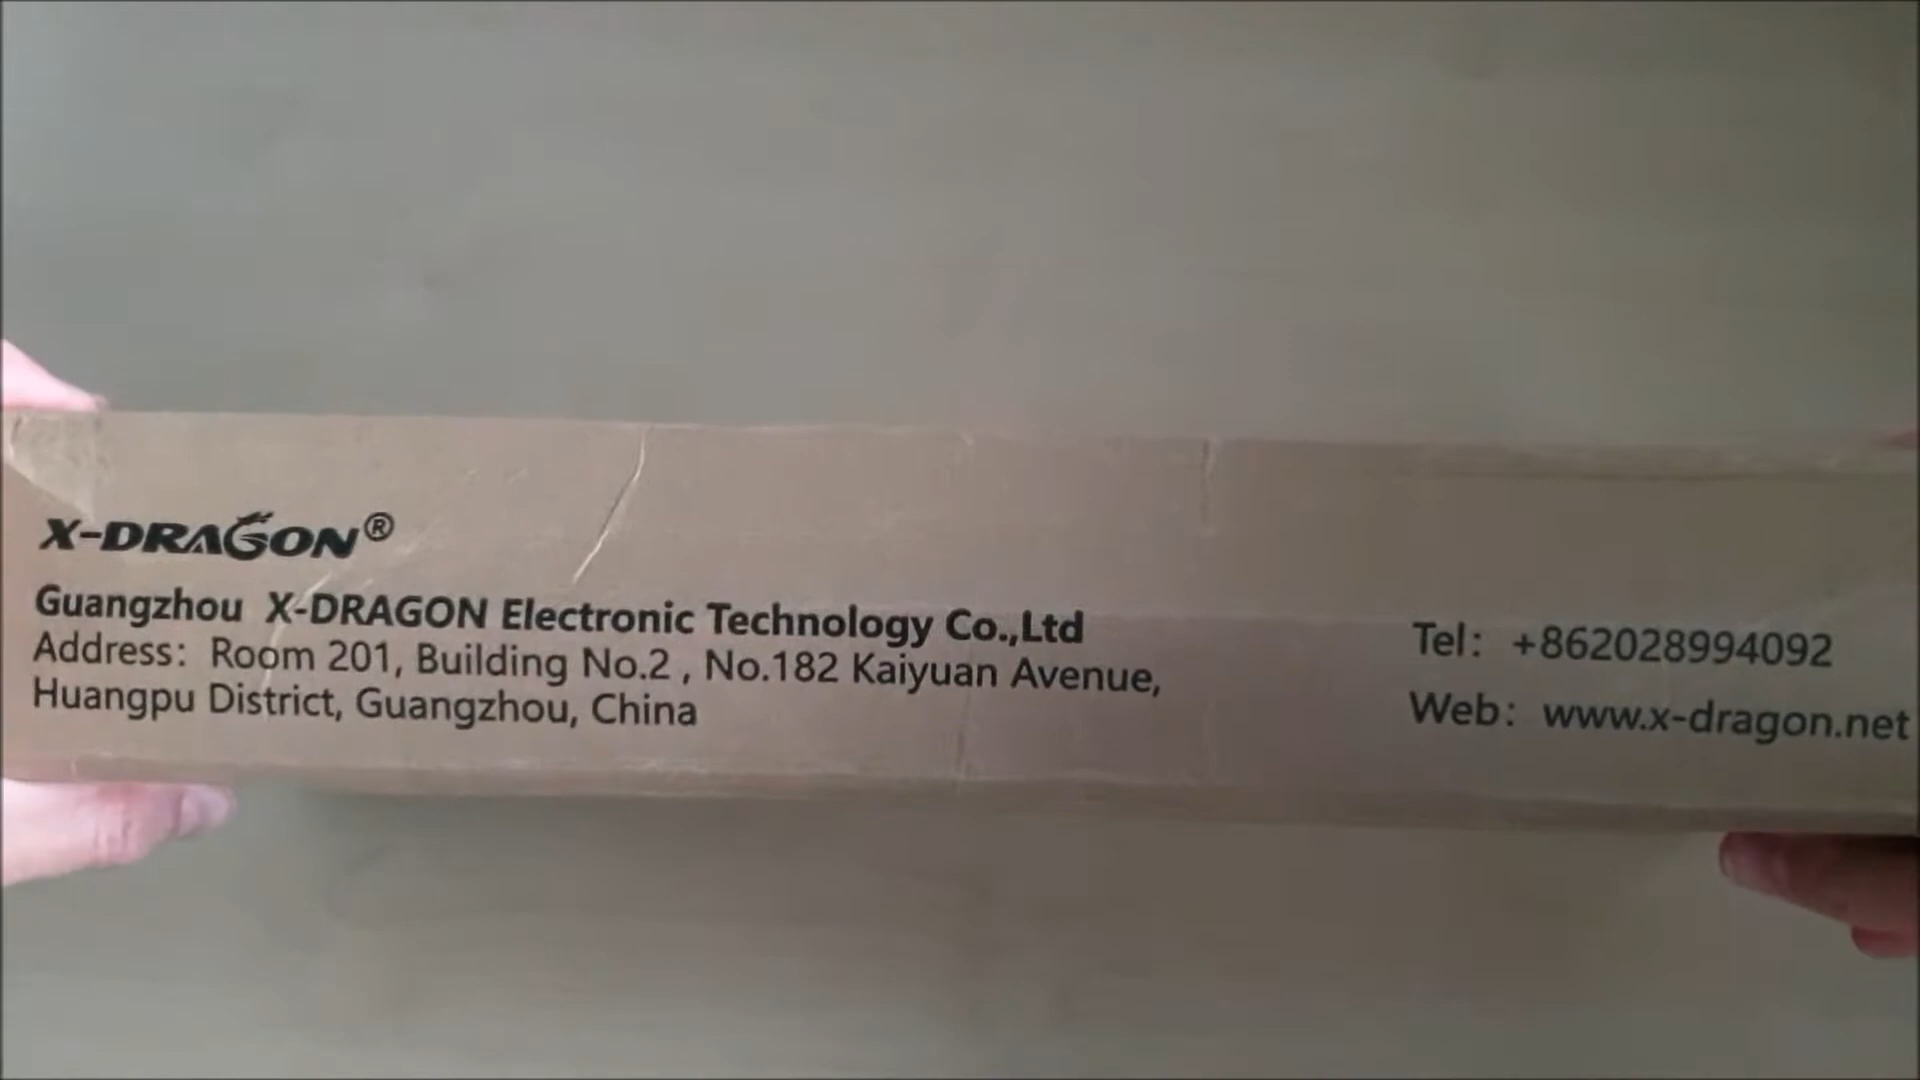 X-DRAGON®
Guangzhou X-DRAGON Electronic Technology Co.,Ltd
Address: Room 201, Building No.2 , No.182 Kaiyuan Avenue,
Huangpu District, Guangzhou, China
Tel: +862028994092
Web: www.x-dragon.net